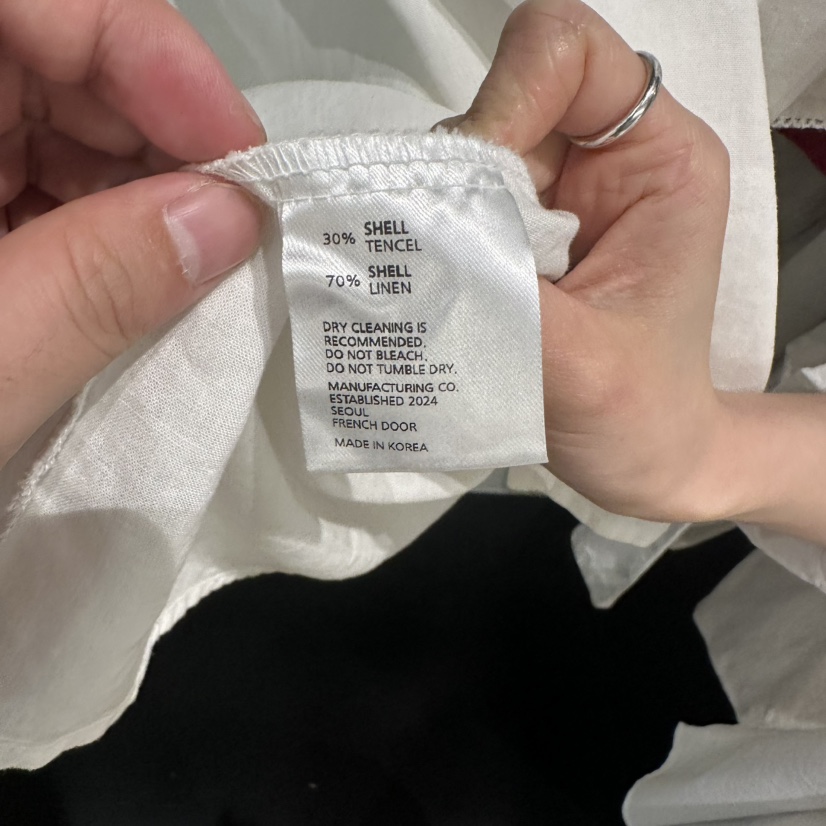 30% SHELL
TENCEL
70% SHELL
LINEN
DRY CLEANING IS
RECOMMENDED.
DO NOT BLEACH.
DO NOT TUMBLE DRY.
MANUFACTURING CO.
ESTABLISHED 2024
SEOUL
FRENCH DOOR
MADE IN KOREA